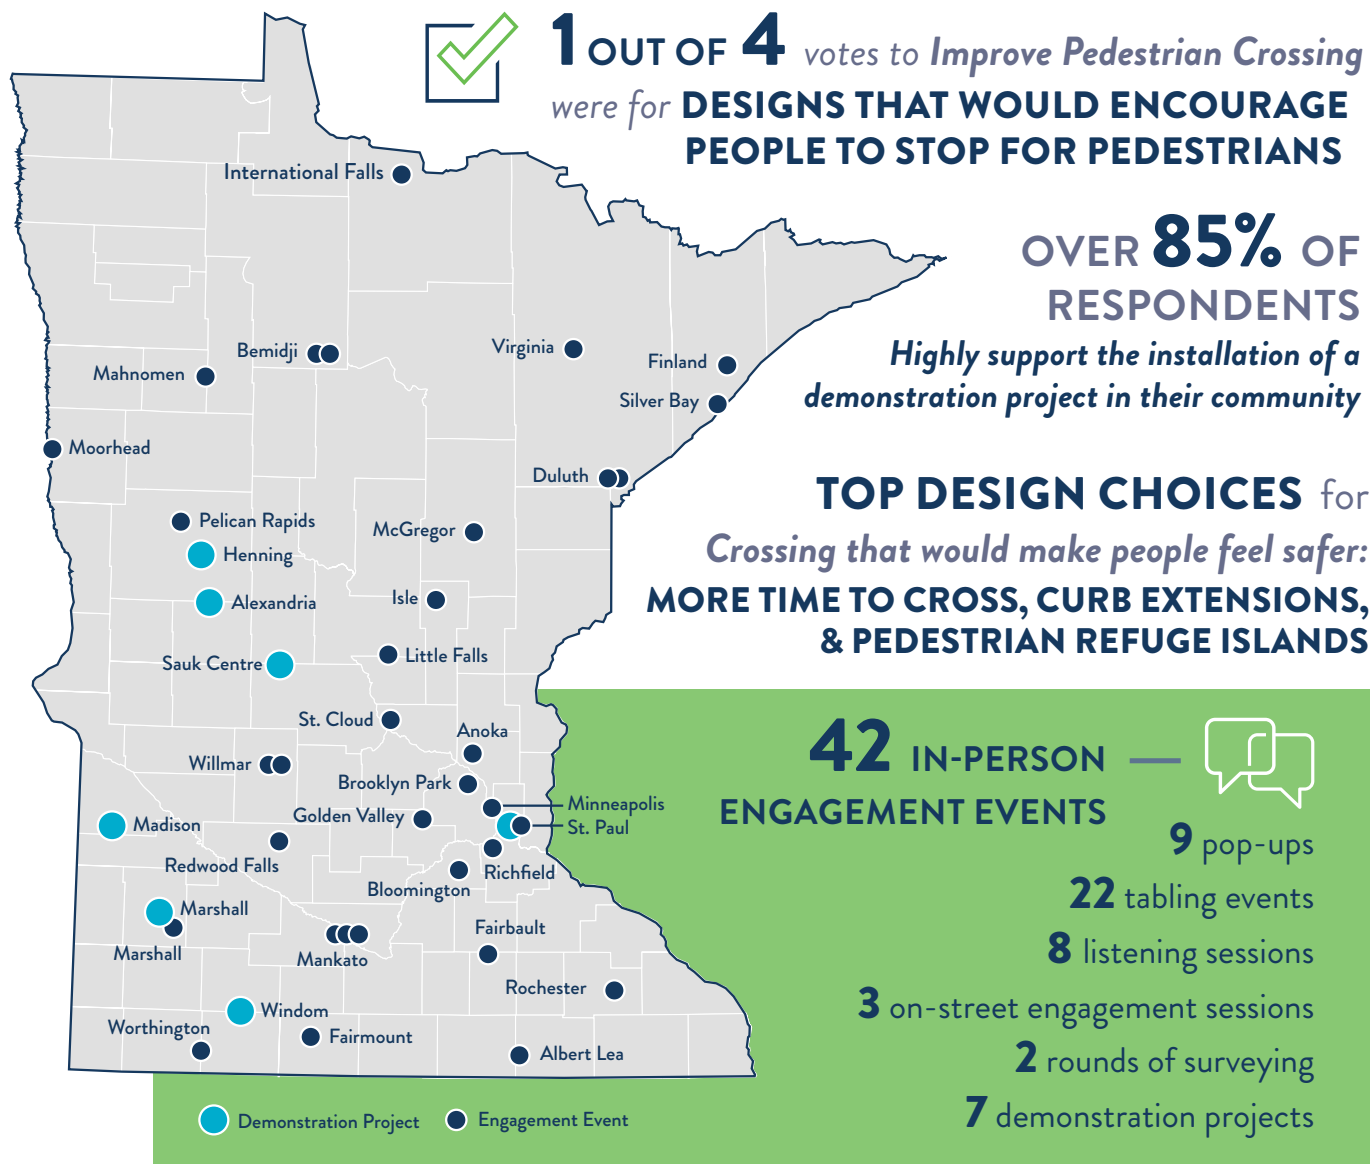 1 OUT OF 4 votes to Improve Pedestrian Crossing
were for DESIGNS THAT WOULD ENCOURAGE
PEOPLE TO STOP FOR PEDESTRIANS
OVER 85% OF
RESPONDENTS
Highly support the installation of a
demonstration project in their community
TOP DESIGN CHOICES for
Crossing that would make people feel safer:
MORE TIME TO CROSS, CURB EXTENSIONS,
& PEDESTRIAN REFUGE ISLANDS
International Falls
Bemidji
Virginia
Finland
Mahnomen
Silver Bay
Moorhead
Duluth
Pelican Rapids
McGregor
Henning
Isle
Alexandria
Little Falls
Sauk Centre
St. Cloud
Anoka
Willmar
Brooklyn Park
Minneapolis
Golden Valley
St. Paul
Madison
Redwood Falls
Richfield
Bloomington
Marshall
Marshall
Fairbault
Mankato
Rochester
Windom
Worthington
Fairmount
Albert Lea
42 IN-PERSON
ENGAGEMENT EVENTS
9 pop-ups
22 tabling events
8 listening sessions
3 on-street engagement sessions
2 rounds of surveying
7 demonstration projects
Demonstration Project
Engagement Event